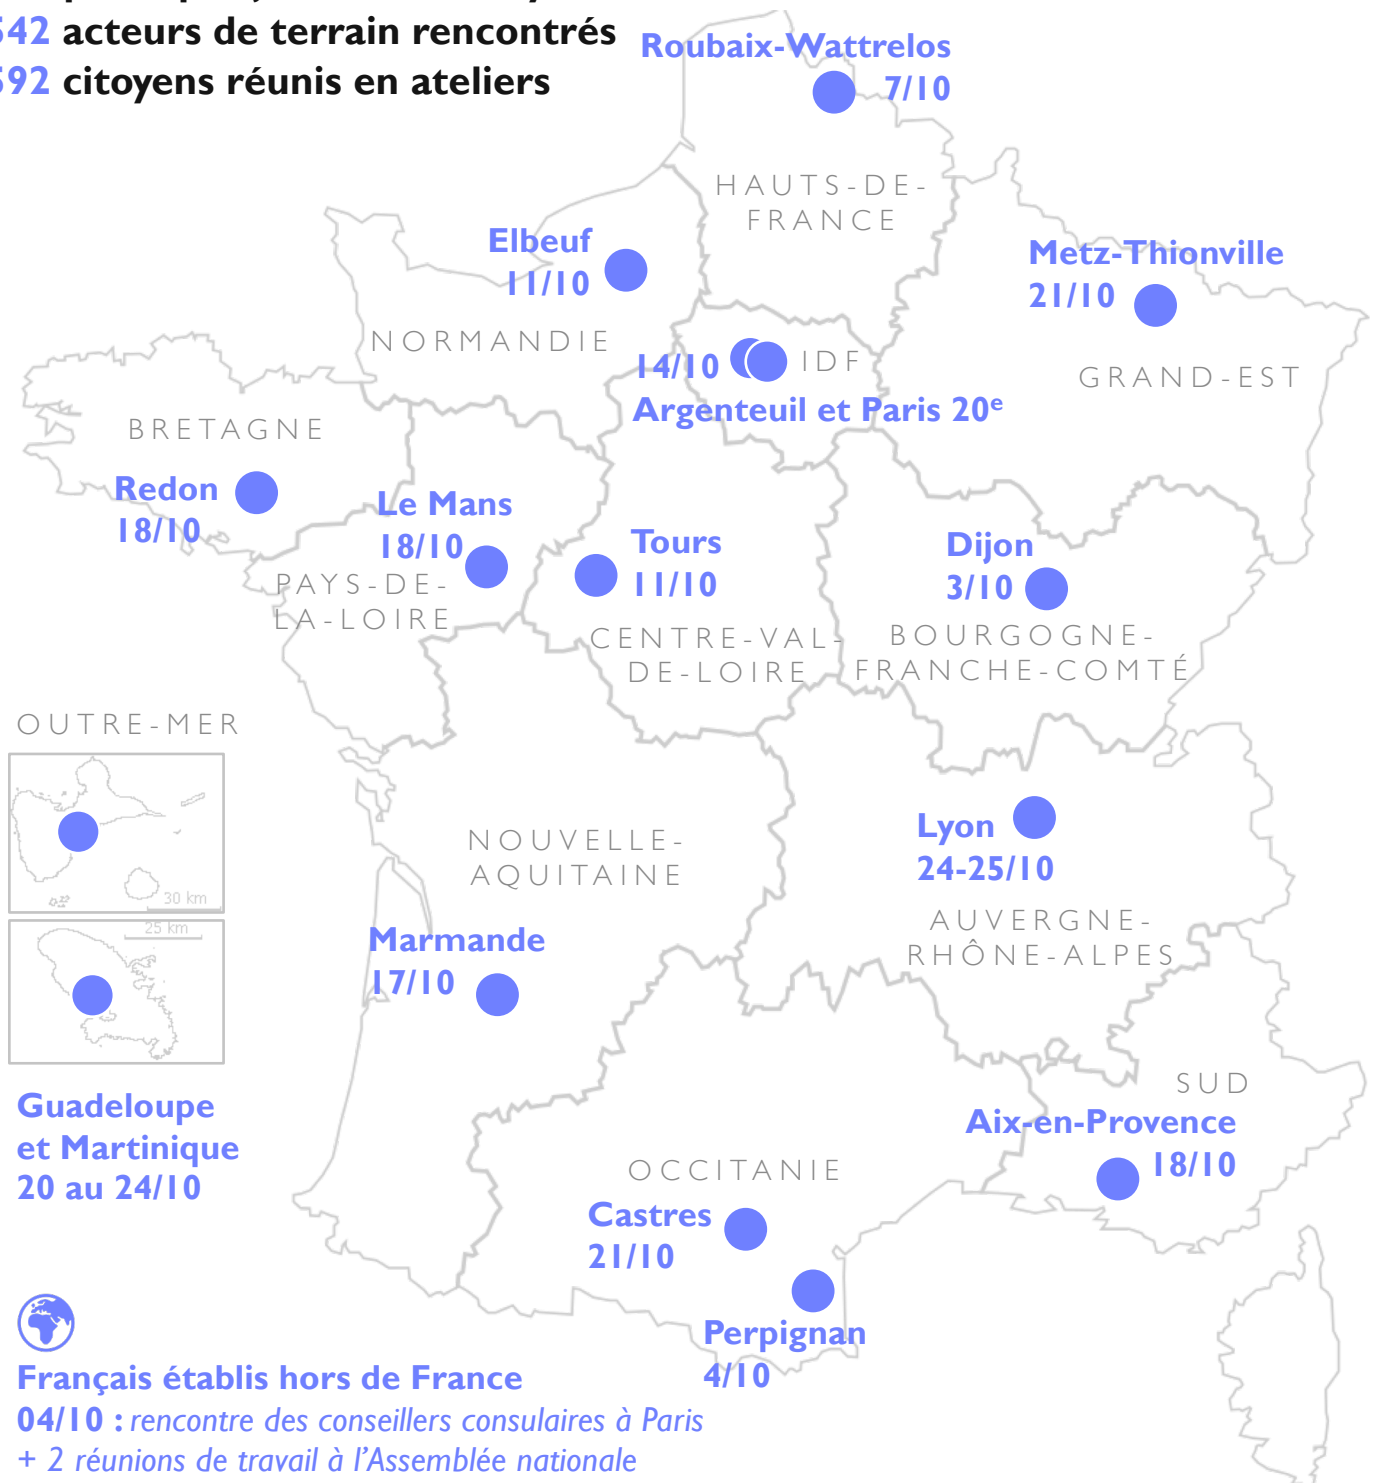 542 acteurs de terrain rencontrés
592 citoyens réunis en ateliers
Roubaix-Wattrelos
7/10
HAUTS-DE-
FRANCE
Elbeuf
11/10
NORMANDIE
Metz-Thionville
21/10
GRAND-EST
14/10
IDF
Argenteuil et Paris 20e
BRETAGNE
Redon
18/10
Le Mans
18/10
PAYS-DE-
LA-LOIRE
Tours
11/10
CENTRE-VAL-
DE-LOIRE
Dijon
3/10
BOURGOGNE-
FRANCHE-COMTÉ
OUTRE-MER
30 km
25 km
Guadeloupe
et Martinique
20 au 24/10
NOUVELLE-
AQUITAINE
Marmande
17/10
Lyon
24-25/10
AUVERGNE-
RHÔNE-ALPES
SUD
Aix-en-Provence
18/10
OCCITANIE
Castres
21/10
Perpignan
4/10
Français établis hors de France
04/10 : rencontre des conseillers consulaires à Paris
+ 2 réunions de travail à l'Assemblée nationale